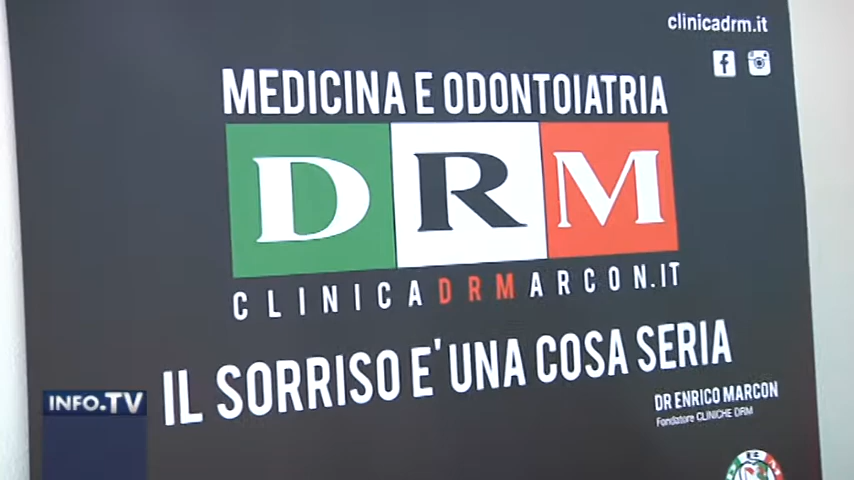 clinicadrm.it
MEDICINA E ODONTOIATRIA
DRM
CLINICADRMARCON.IT
IL SORRISO E' UNA COSA SERIA
DR ENRICO MARCON
Fondatore CLINICHE DRM
INFO.TV